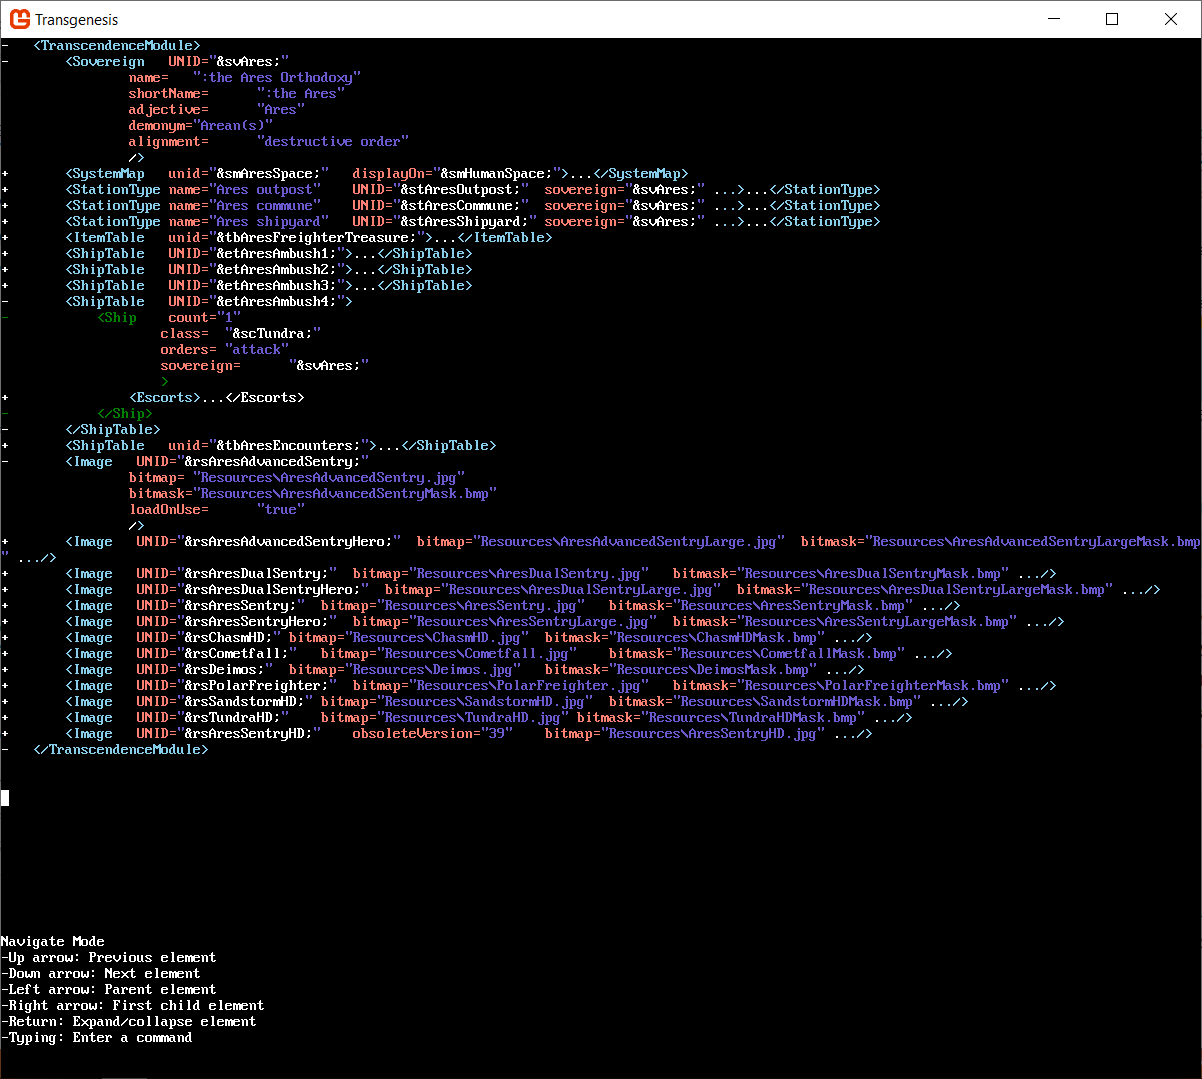 Transgenesis
- <TranscendenceModule>
- <Sovereign UNID="&svAres;"
name= ":the Ares Orthodoxy"
shortName= ":the Ares"
adjective= "Ares"
demonym="Arean(s)"
alignment= "destructive order"
/>
+ <SystemMap unid="&smAresSpace;" displayOn="&smHumanSpace;">...</SystemMap>
+ <StationType name="Ares outpost" UNID="&stAresOutpost;" sovereign="&svAres;" ...>...</StationType>
+ <StationType name="Ares commune" UNID="&stAresCommune;" sovereign="&svAres;" ...>...</StationType>
+ <StationType name="Ares shipyard" UNID="&stAresShipyard;" sovereign="&svAres;" ...>...</StationType>
+ <ItemTable unid="&tbAresFreighterTreasure;">...</ItemTable>
+ <ShipTable UNID="&etAresAmbush1;">...</ShipTable>
+ <ShipTable UNID="&etAresAmbush2;">...</ShipTable>
+ <ShipTable UNID="&etAresAmbush3;">...</ShipTable>
- <ShipTable UNID="&etAresAmbush4;">
- <Ship count="1"
class= "&scTundra;"
orders= "attack"
sovereign= "&svAres;"
>
+ <Escorts>...</Escorts>
- </Ship>
- </ShipTable>
+ <ShipTable unid="&tbAresEncounters;">...</ShipTable>
- <Image UNID="&rsAresAdvancedSentry;"
bitmap= "Resources\AresAdvancedSentry.jpg"
bitmask="Resources\AresAdvancedSentryMask.bmp"
loadOnUse= "true"
/>
+ <Image UNID="&rsAresAdvancedSentryHero;" bitmap="Resources\AresAdvancedSentryLarge.jpg" bitmask="Resources\AresAdvancedSentryLargeMask.bmp
" .../>
+ <Image UNID="&rsAresDualSentry;" bitmap="Resources\AresDualSentry.jpg" bitmask="Resources\AresDualSentryMask.bmp" .../>
+ <Image UNID="&rsAresDualSentryHero;" bitmap="Resources\AresDualSentryLarge.jpg" bitmask="Resources\AresDualSentryLargeMask.bmp" .../>
+ <Image UNID="&rsAresSentry;" bitmap="Resources\AresSentry.jpg" bitmask="Resources\AresSentryMask.bmp" .../>
+ <Image UNID="&rsAresSentryHero;" bitmap="Resources\AresSentryLarge.jpg" bitmask="Resources\AresSentryLargeMask.bmp" .../>
+ <Image UNID="&rsChasmHD;" bitmap="Resources\ChasmHD.jpg" bitmask="Resources\ChasmHDMask.bmp" .../>
+ <Image UNID="&rsCometfall;" bitmap="Resources\Cometfall.jpg" bitmask="Resources\CometfallMask.bmp" .../>
+ <Image UNID="&rsDeimos;" bitmap="Resources\Deimos.jpg" bitmask="Resources\DeimosMask.bmp" .../>
+ <Image UNID="&rsPolarFreighter;" bitmap="Resources\PolarFreighter.jpg" bitmask="Resources\PolarFreighterMask.bmp" .../>
+ <Image UNID="&rsSandstormHD;" bitmap="Resources\SandstormHD.jpg" bitmask="Resources\SandstormHDMask.bmp" .../>
+ <Image UNID="&rsTundraHD;" bitmap="Resources\TundraHD.jpg" bitmask="Resources\TundraHDMask.bmp" .../>
+ <Image UNID="&rsAresSentryHD;" obsoleteVersion="39" bitmap="Resources\AresSentryHD.jpg" .../>
- </TranscendenceModule>
Navigate Mode
-Up arrow: Previous element
-Down arrow: Next element
-Left arrow: Parent element
-Right arrow: First child element
-Return: Expand/collapse element
-Typing: Enter a command